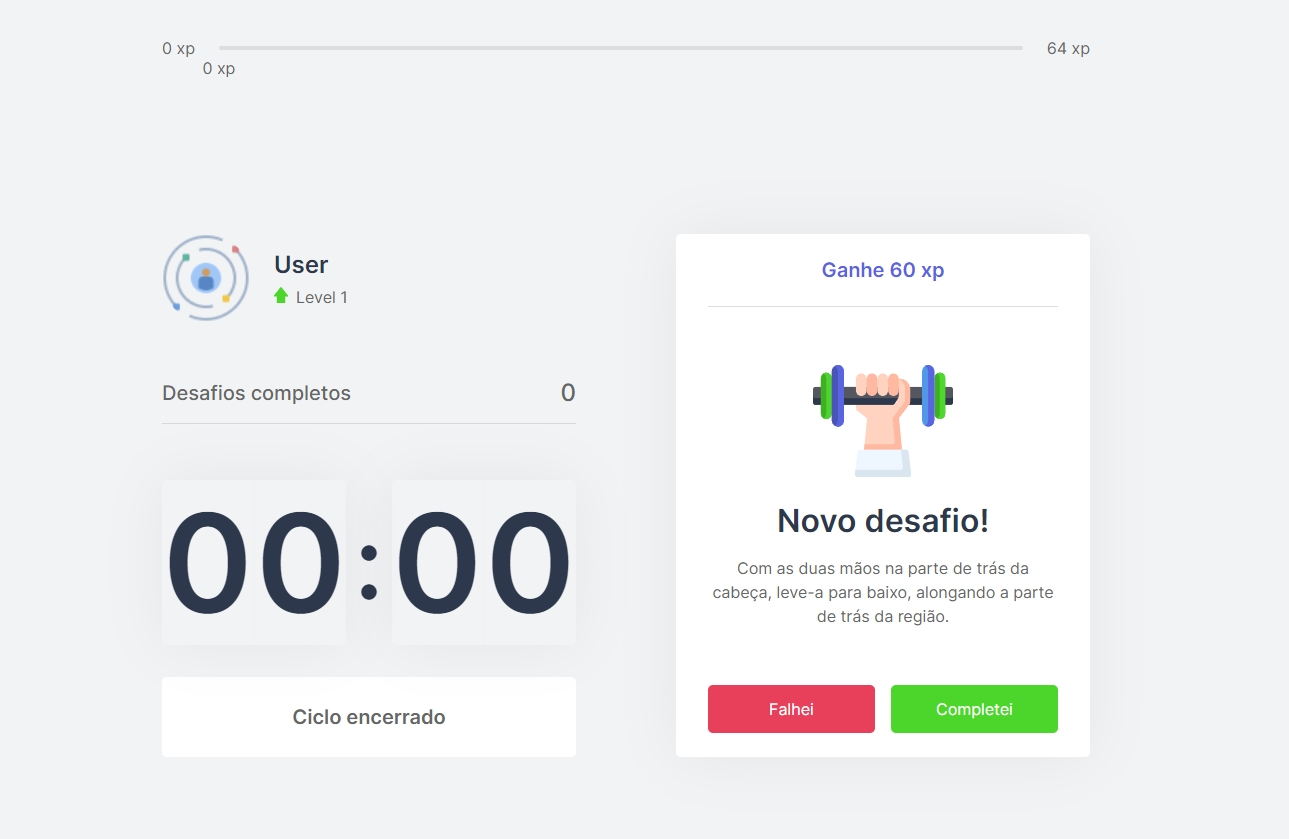 0 xp
64 xp
0 xp
User
Level 1
Desafios completos
0
00:00
Ciclo encerrado
Ganhe 60 xp
Novo desafio!
Com as duas mãos na parte de trás da
cabeça, leve-a para baixo, alongando a parte
de trás da região.
Falhei
Completei